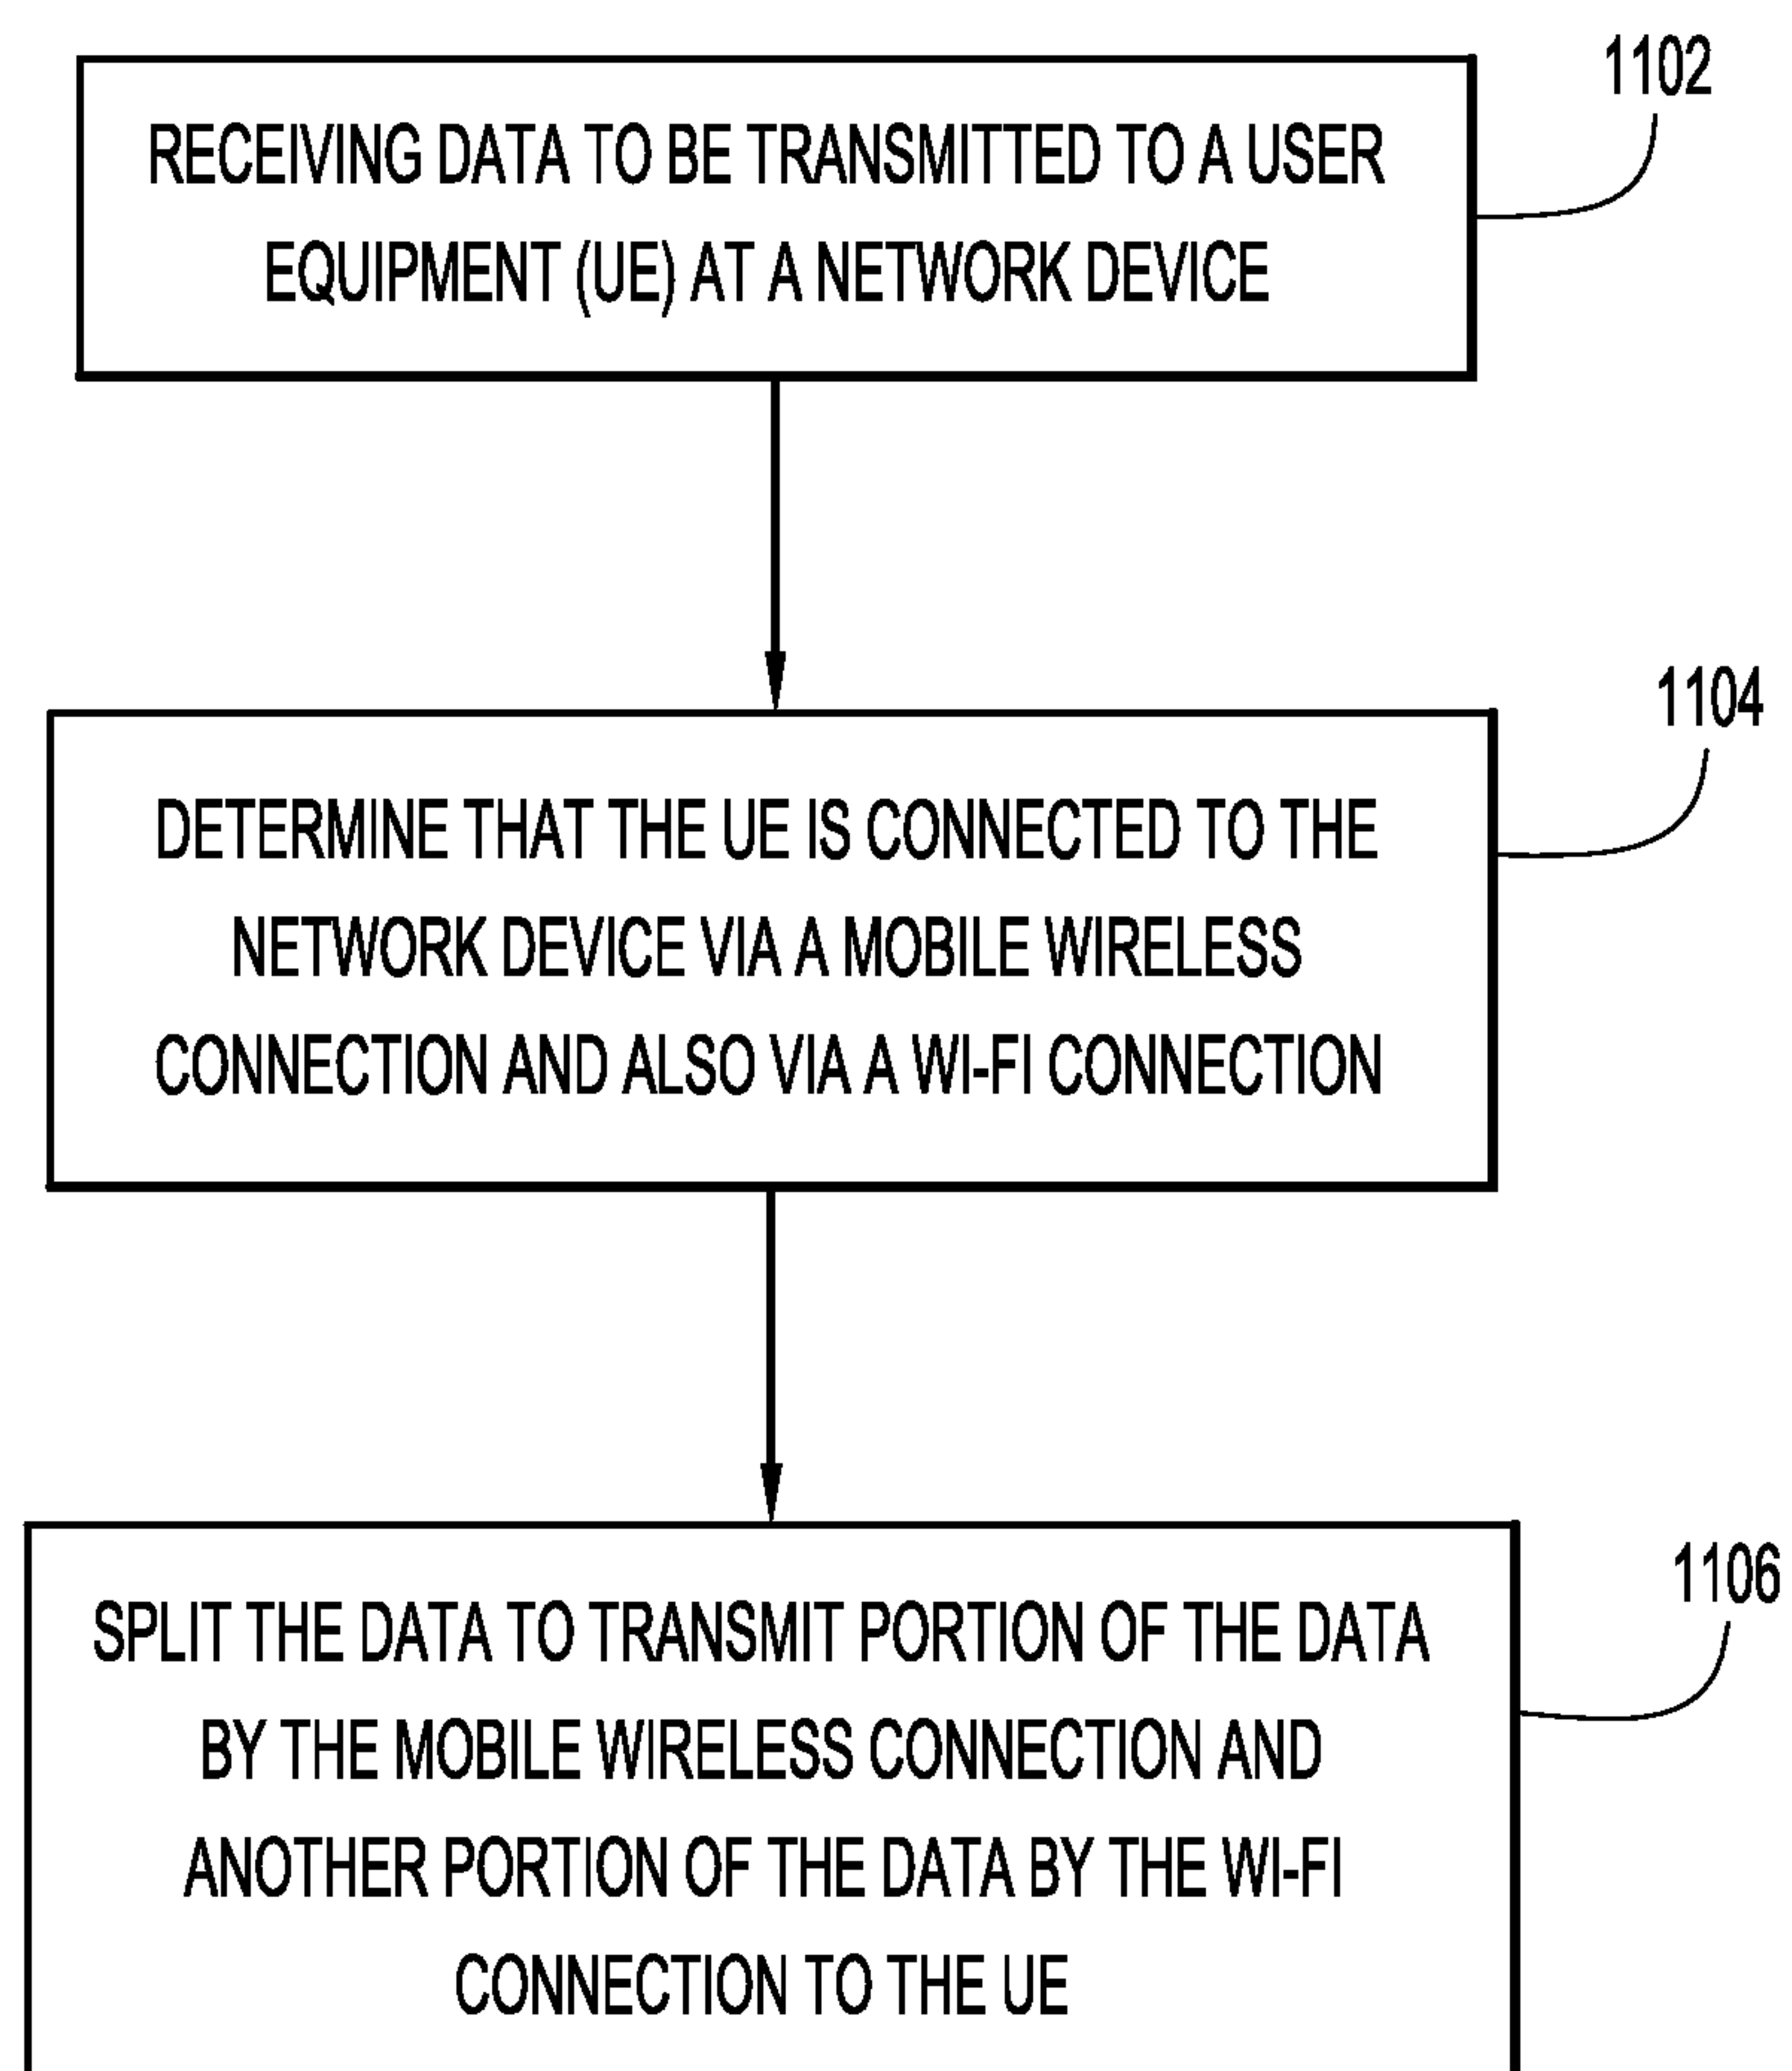 1102
RECEIVING DATA TO BE TRANSMITTED TO A USER
EQUIPMENT (UE) AT A NETWORK DEVICE
1104
DETERMINE THAT THE UE IS CONNECTED TO THE
NETWORK DEVICE VIA A MOBILE WIRELESS
CONNECTION AND ALSO VIA A WI-FI CONNECTION
1106
SPLIT THE DATA TO TRANSMIT PORTION OF THE DATA
BY THE MOBILE WIRELESS CONNECTION AND
ANOTHER PORTION OF THE DATA BY THE WI-FI
CONNECTION TO THE UE